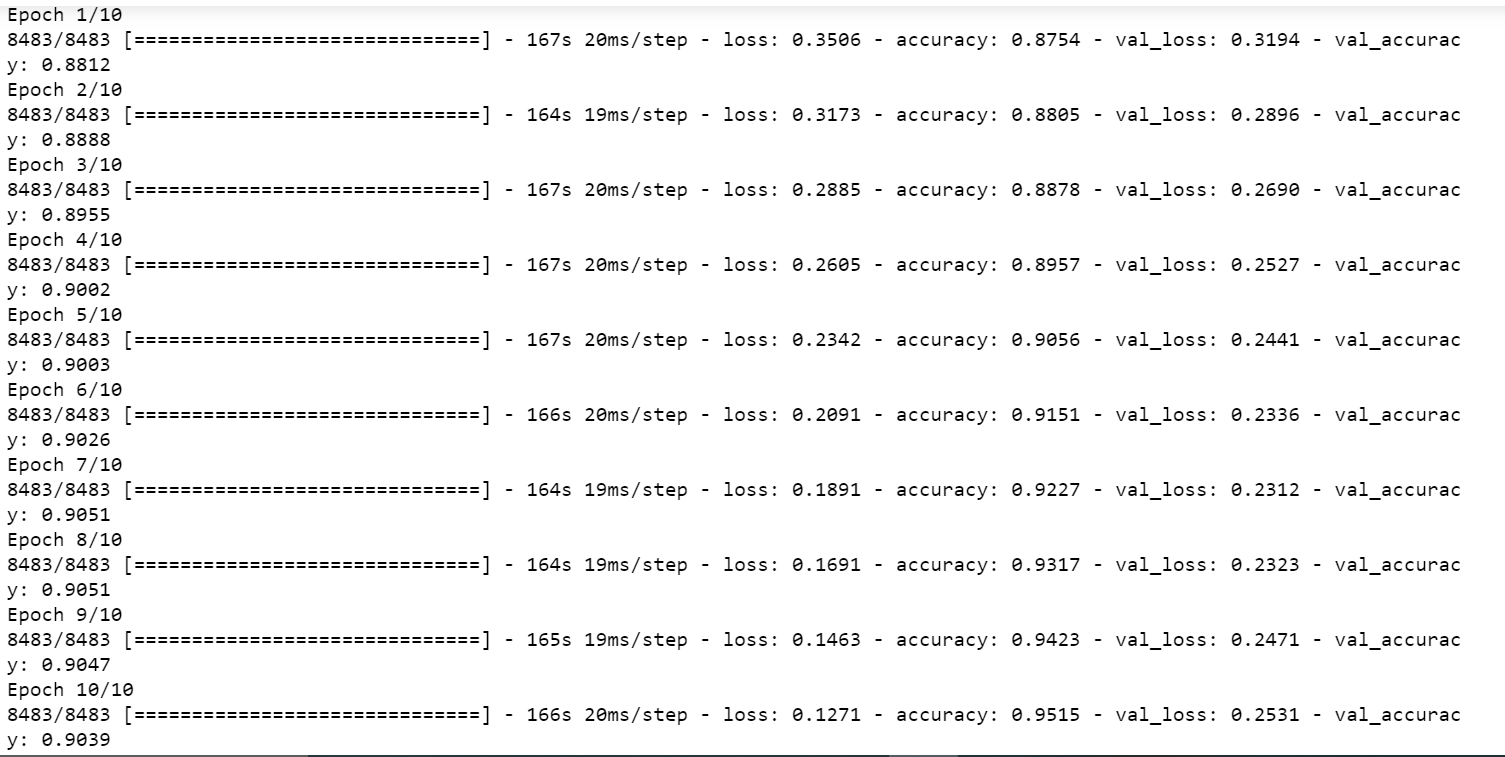 Epoch 1/10
8483/8483 [==============================] - 167s 20ms/step - loss: 0.3506 - accuracy: 0.8754 - val_loss: 0.3194 - val_accurac
y: 0.8812
Epoch 2/10
8483/8483 [==============================] - 164s 19ms/step - loss: 0.3173 - accuracy: 0.8805 - val_loss: 0.2896 - val_accurac
y: 0.8888
Epoch 3/10
8483/8483 [==============================] - 167s 20ms/step - loss: 0.2885 - accuracy: 0.8878 - val_loss: 0.2690 - val_accurac
y: 0.8955
Epoch 4/10
8483/8483 [==============================] - 167s 20ms/step - loss: 0.2605 - accuracy: 0.8957 - val_loss: 0.2527 - val_accurac
y: 0.9002
Epoch 5/10
8483/8483 [==============================] - 167s 20ms/step - loss: 0.2342 - accuracy: 0.9056 - val_loss: 0.2441 - val_accurac
y: 0.9003
Epoch 6/10
8483/8483 [==============================] - 166s 20ms/step - loss: 0.2091 - accuracy: 0.9151 - val_loss: 0.2336 - val_accurac
y: 0.9026
Epoch 7/10
8483/8483 [==============================] - 164s 19ms/step - loss: 0.1891 - accuracy: 0.9227 - val_loss: 0.2312 - val_accurac
y: 0.9051
Epoch 8/10
8483/8483 [==============================] - 164s 19ms/step - loss: 0.1691 - accuracy: 0.9317 - val_loss: 0.2323 - val_accurac
y: 0.9051
Epoch 9/10
8483/8483 [==============================] - 165s 19ms/step - loss: 0.1463 - accuracy: 0.9423 - val_loss: 0.2471 - val_accurac
y: 0.9047
Epoch 10/10
8483/8483 [==============================] - 166s 20ms/step - loss: 0.1271 - accuracy: 0.9515 - val_loss: 0.2531 - val_accurac
y: 0.9039